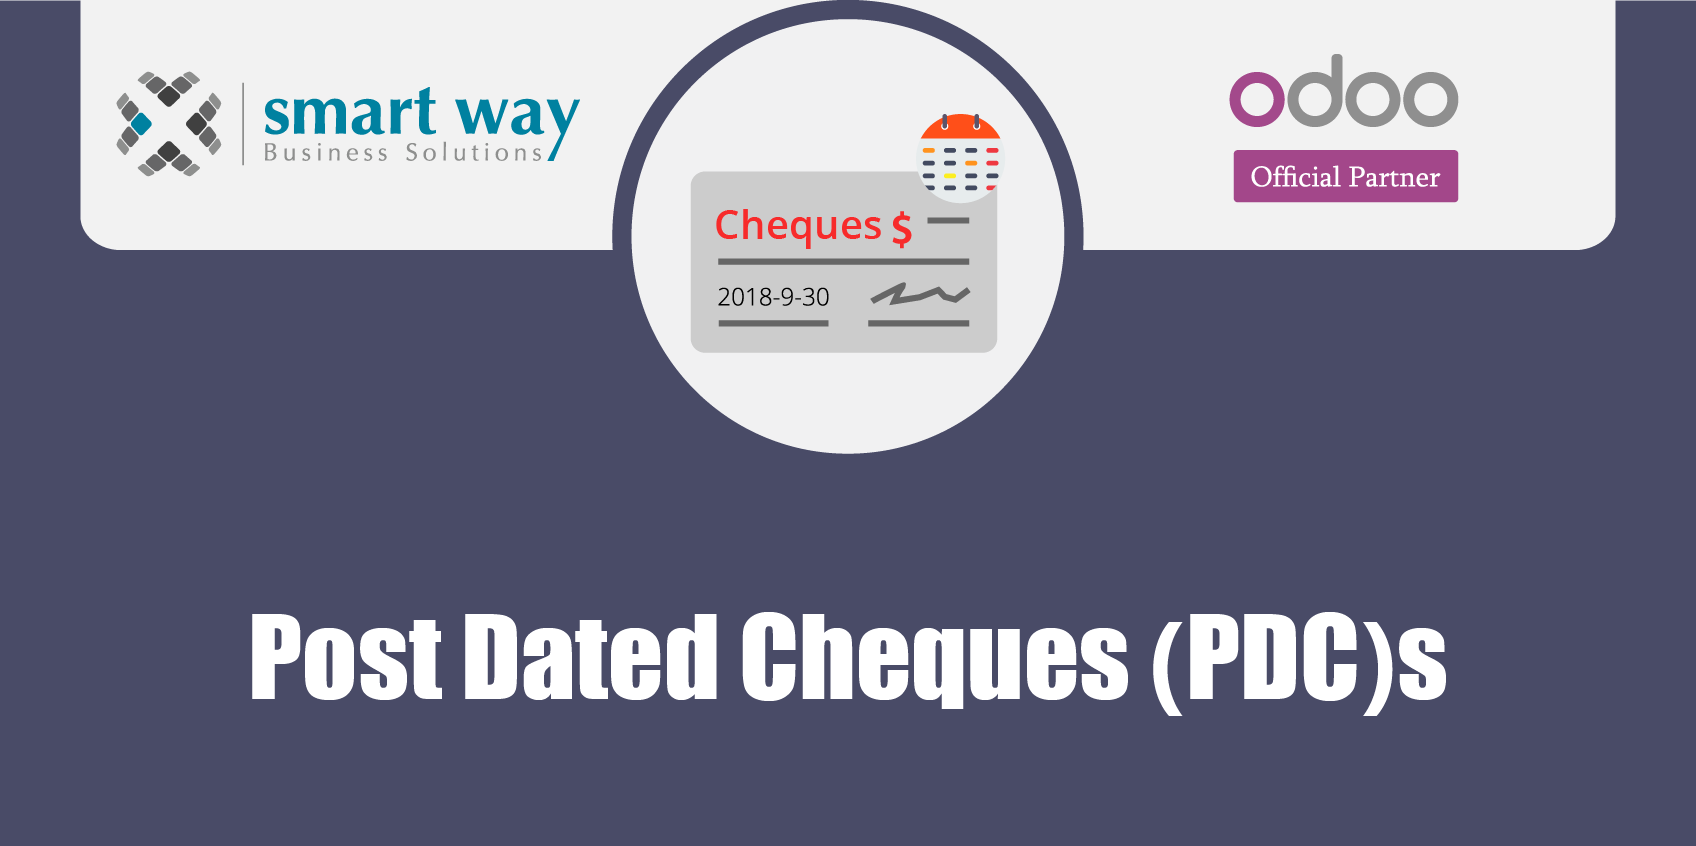 smart way
Business Solutions
odoo
Official Partner
Cheques $
2018-9-30
Post Dated Cheques (PDC)s